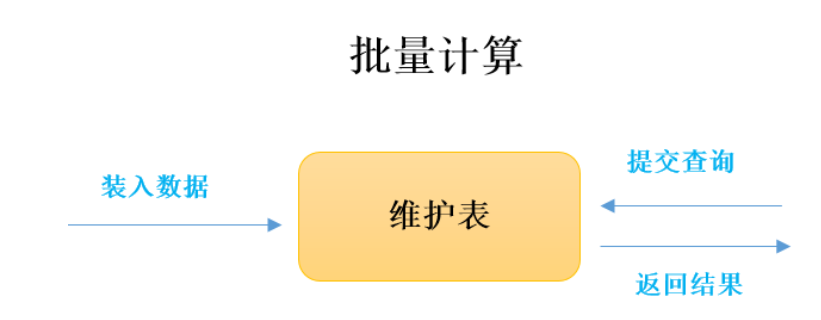 批量计算
装入数据
维护表
提交查询
返回结果